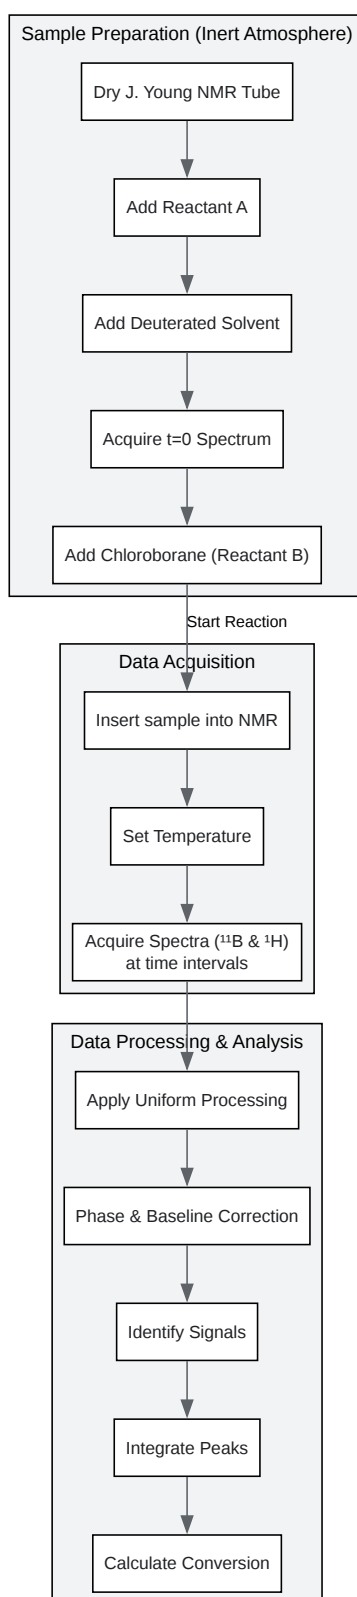 Sample Preparation (Inert Atmosphere)
Dry J. Young NMR Tube
Add Reactant A
Add Deuterated Solvent
Acquire t=0 Spectrum
Add Chloroborane (Reactant B)
Start Reaction
Data Acquisition
Insert sample into NMR
Set Temperature
Acquire Spectra (¹¹B & ¹H)
at time intervals
Data Processing & Analysis
Apply Uniform Processing
Phase & Baseline Correction
Identify Signals
Integrate Peaks
Calculate Conversion